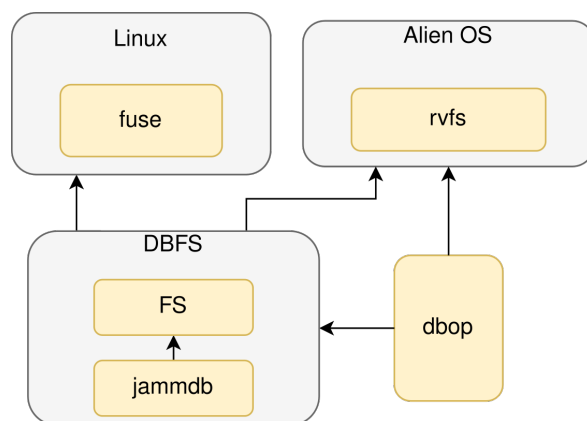 Linux
Alien OS
fuse
rvfs
DBFS
FS
dbop
jammdb